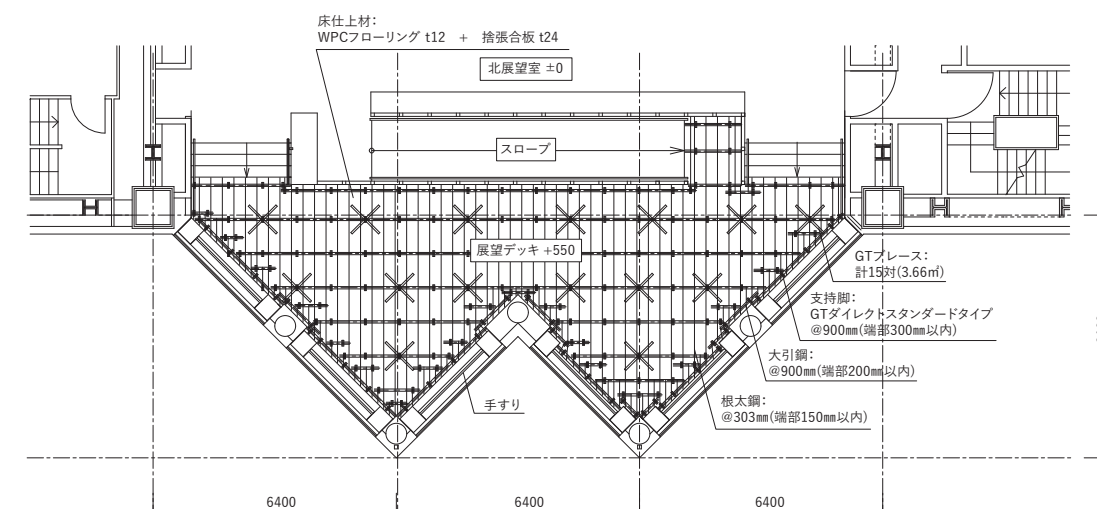 床仕上材：
WPCフローリング t12　+　捨張合板 t24
北展望室 ±0
スロープ
展望デッキ +550
GTブレース：
計15対(3.66㎡)
支持脚：
GTダイレクトスタンダードタイプ
@900㎜(端部300㎜以内)
大引鋼：
@900㎜(端部200㎜以内)
根太鋼：
@303㎜(端部150㎜以内)
手すり
6400
6400
6400